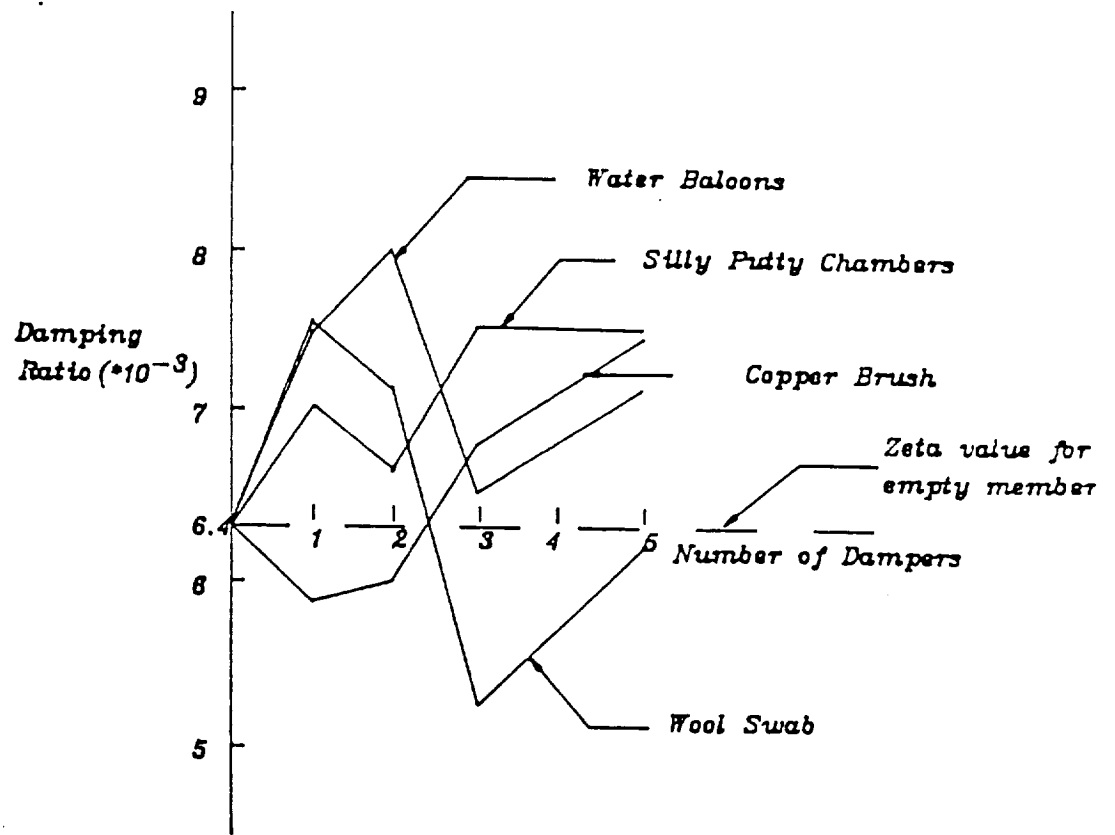 9
Water Baloons
8
Silly Putty Chambers
Damping
Ratio (*10⁻³)
Copper Brush
7
Zeta value for
empty member
6.4
1 2 3 4 5
Number of Dampers
6
Wool Swab
5